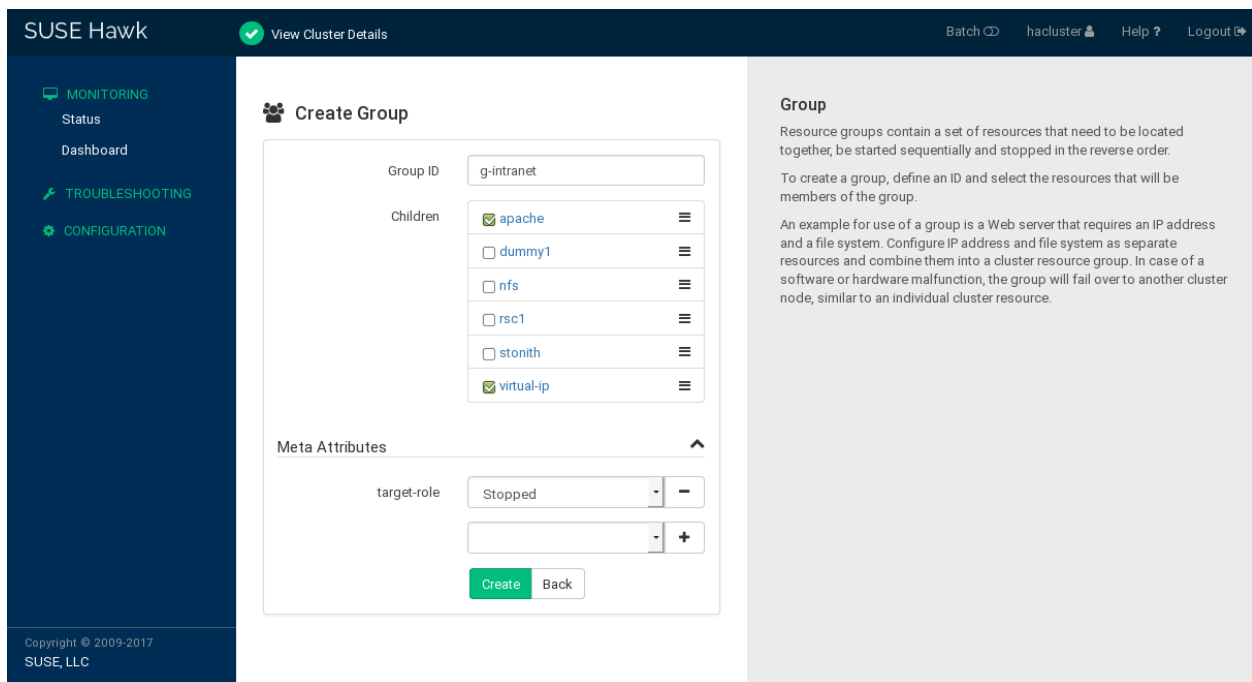 SUSE Hawk
View Cluster Details
Batch
hacluster
Help ?
Logout
MONITORING
Status
Dashboard
TROUBLESHOOTING
CONFIGURATION
Copyright © 2009-2017
SUSE, LLC
Create Group
Group ID
g-intranet
Children
apache
dummy1
nfs
rsc1
stonith
virtual-ip
Meta Attributes
target-role
Stopped
Create
Back
Group
Resource groups contain a set of resources that need to be located
together, be started sequentially and stopped in the reverse order.
To create a group, define an ID and select the resources that will be
members of the group.
An example for use of a group is a Web server that requires an IP address
and a file system. Configure IP address and file system as separate
resources and combine them into a cluster resource group. In case of a
software or hardware malfunction, the group will fail over to another cluster
node, similar to an individual cluster resource.